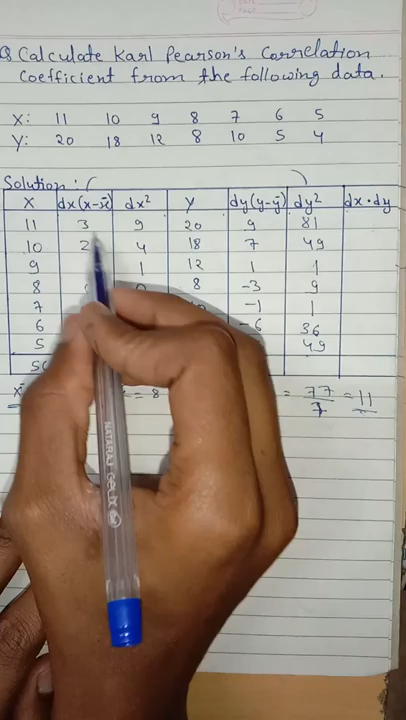 Q Calculate Karl Pearson's Correlation
Coefficient from the following data.
X: 11 10 9 8 7 6 5
Y: 20 18 12 8 10 5 4
Solution: ( )
X dx(x-x̄) dx² Y dy(y-ȳ) dy² dx·dy
11 3 9 20 9 81
10 2 4 18 7 49
9 1 12 1 1
8 0 8 -3 9
7 -1 1
6 -6 36
5 49
x̄ = 8 = 77/7 = 11
NATARAJ GELIX